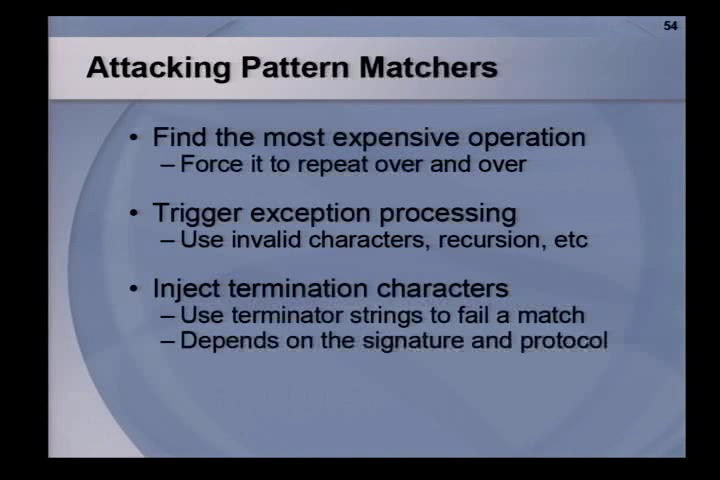 54
Attacking Pattern Matchers
• Find the most expensive operation
– Force it to repeat over and over
• Trigger exception processing
– Use invalid characters, recursion, etc
• Inject termination characters
– Use terminator strings to fail a match
– Depends on the signature and protocol